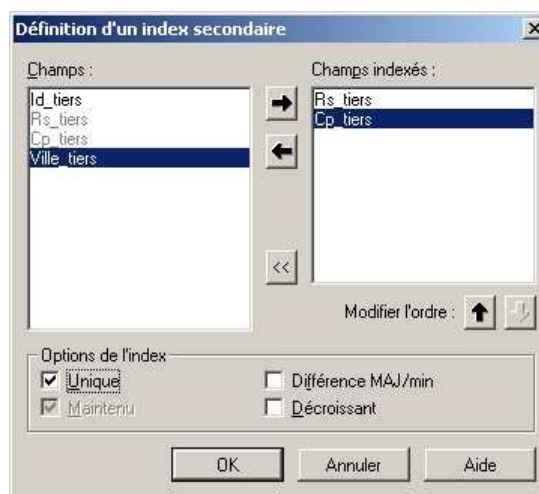 Définition d'un index secondaire
Champs :
Id_tiers
Rs_tiers
Cp_tiers
Ville_tiers
Champs indexés :
Rs_tiers
Cp_tiers
<<
Modifier l'ordre :
Options de l'index
Unique
Différence MAJ/min
Maintenu
Décroissant
OK
Annuler
Aide